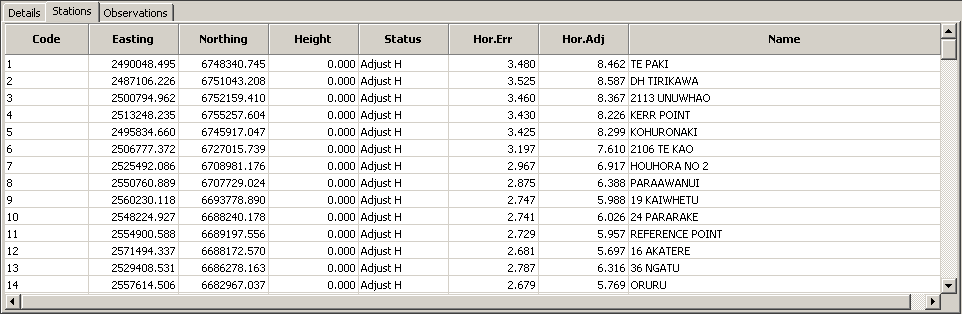 Details Stations Observations
Code Easting Northing Height Status Hor.Err Hor.Adj Name
1 2490048.495 6748340.745 0.000 Adjust H 3.480 8.462 TE PAKI
2 2487106.226 6751043.208 0.000 Adjust H 3.525 8.587 DH TIRIKAWA
3 2500794.962 6752159.410 0.000 Adjust H 3.460 8.367 2113 UNUWHAO
4 2513248.235 6755257.604 0.000 Adjust H 3.430 8.226 KERR POINT
5 2495834.660 6745917.047 0.000 Adjust H 3.425 8.299 KOHURONAKI
6 2506777.372 6727015.739 0.000 Adjust H 3.197 7.610 2106 TE KAO
7 2525492.086 6708981.176 0.000 Adjust H 2.967 6.917 HOUHORA NO 2
8 2550760.889 6707729.024 0.000 Adjust H 2.875 6.388 PARAAWANUI
9 2560230.118 6693778.890 0.000 Adjust H 2.747 5.988 19 KAIWHETU
10 2548224.927 6688240.178 0.000 Adjust H 2.741 6.026 24 PARARAKE
11 2554900.588 6689197.556 0.000 Adjust H 2.729 5.957 REFERENCE POINT
12 2571494.337 6688172.570 0.000 Adjust H 2.681 5.697 16 AKATERE
13 2529408.531 6686278.163 0.000 Adjust H 2.787 6.316 36 NGATU
14 2557614.506 6682967.037 0.000 Adjust H 2.679 5.769 ORURU